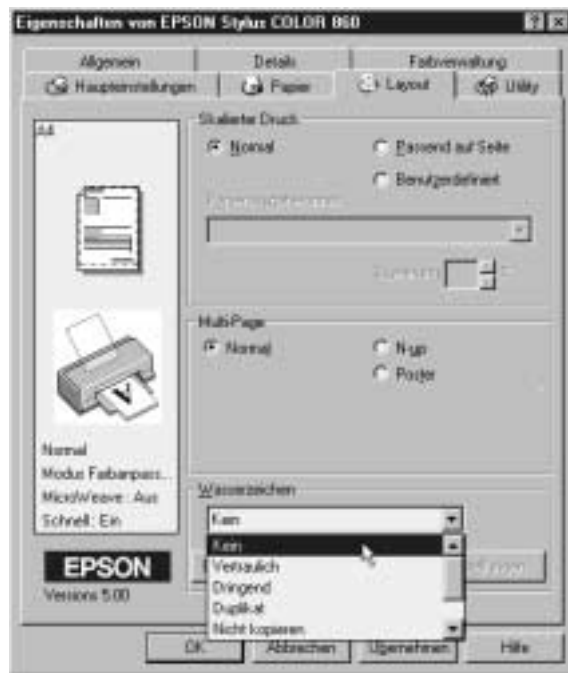 Eigenschaften von EPSON Stylus COLOR 860
Allgemein Details Farbverwaltung
Haupteinstellungen Papier Layout Utility
A4
Skalierter Druck
Normal Passend auf Seite
Benutzerdefiniert
Multi-Page
Normal N-up
Poster
Normal
Modus Farbanpass...
MicroWeave : Aus
Schnell : Ein
EPSON
Versions 5.00
Wasserzeichen
Kein
Kein
Vertraulich
Dringend
Duplikat
Nicht kopieren
OK Abbrechen Übernehmen Hilfe